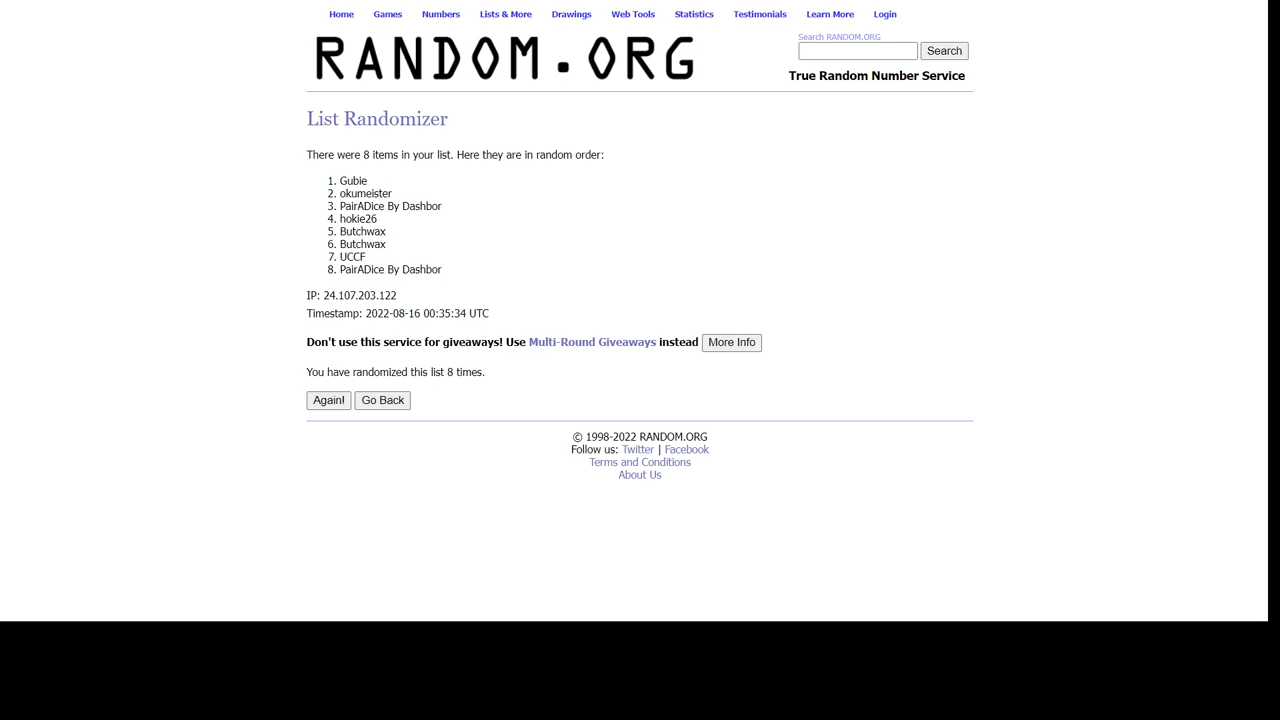 Home Games Numbers Lists & More Drawings Web Tools Statistics Testimonials Learn More Login
RANDOM.ORG
Search RANDOM.ORG
Search
True Random Number Service
List Randomizer
There were 8 items in your list. Here they are in random order:
1. Gubie
2. okumeister
3. PairADice By Dashbor
4. hokie26
5. Butchwax
6. Butchwax
7. UCCF
8. PairADice By Dashbor
IP: 24.107.203.122
Timestamp: 2022-08-16 00:35:34 UTC
Don't use this service for giveaways! Use Multi-Round Giveaways instead More Info
You have randomized this list 8 times.
Again! Go Back
© 1998-2022 RANDOM.ORG
Follow us: Twitter | Facebook
Terms and Conditions
About Us